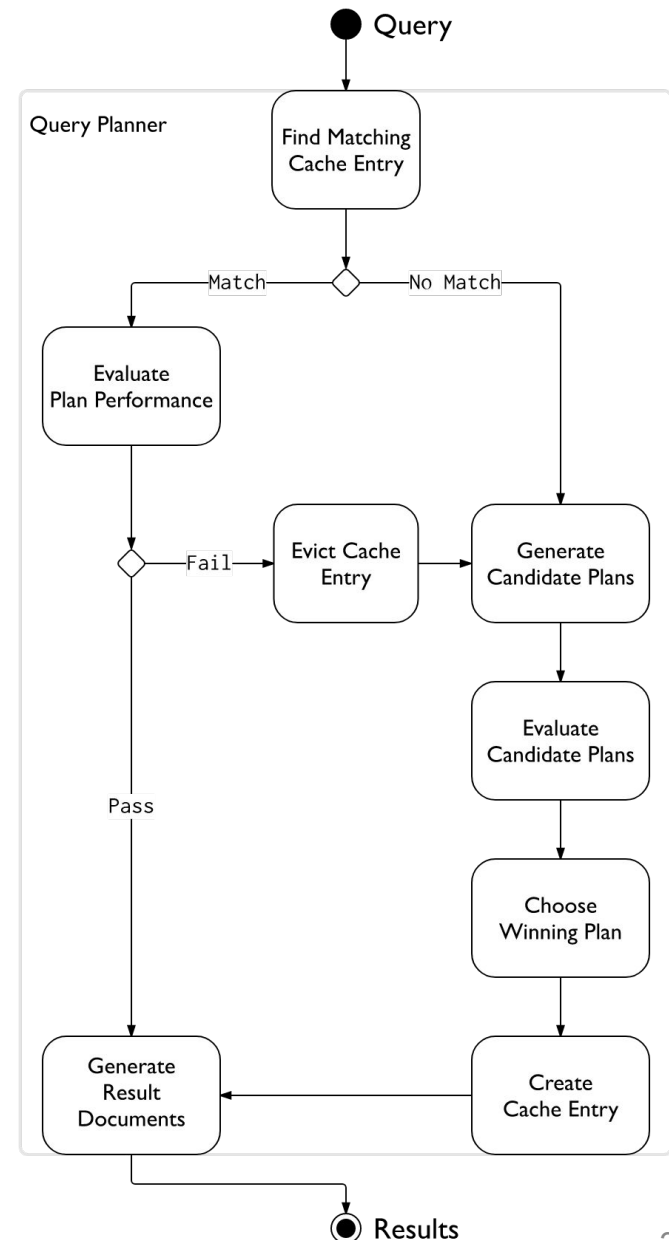 Query
Query Planner
Find Matching
Cache Entry
Match
No Match
Evaluate
Plan Performance
Fail
Evict Cache
Entry
Generate
Candidate Plans
Evaluate
Candidate Plans
Pass
Choose
Winning Plan
Generate
Result
Documents
Create
Cache Entry
Results